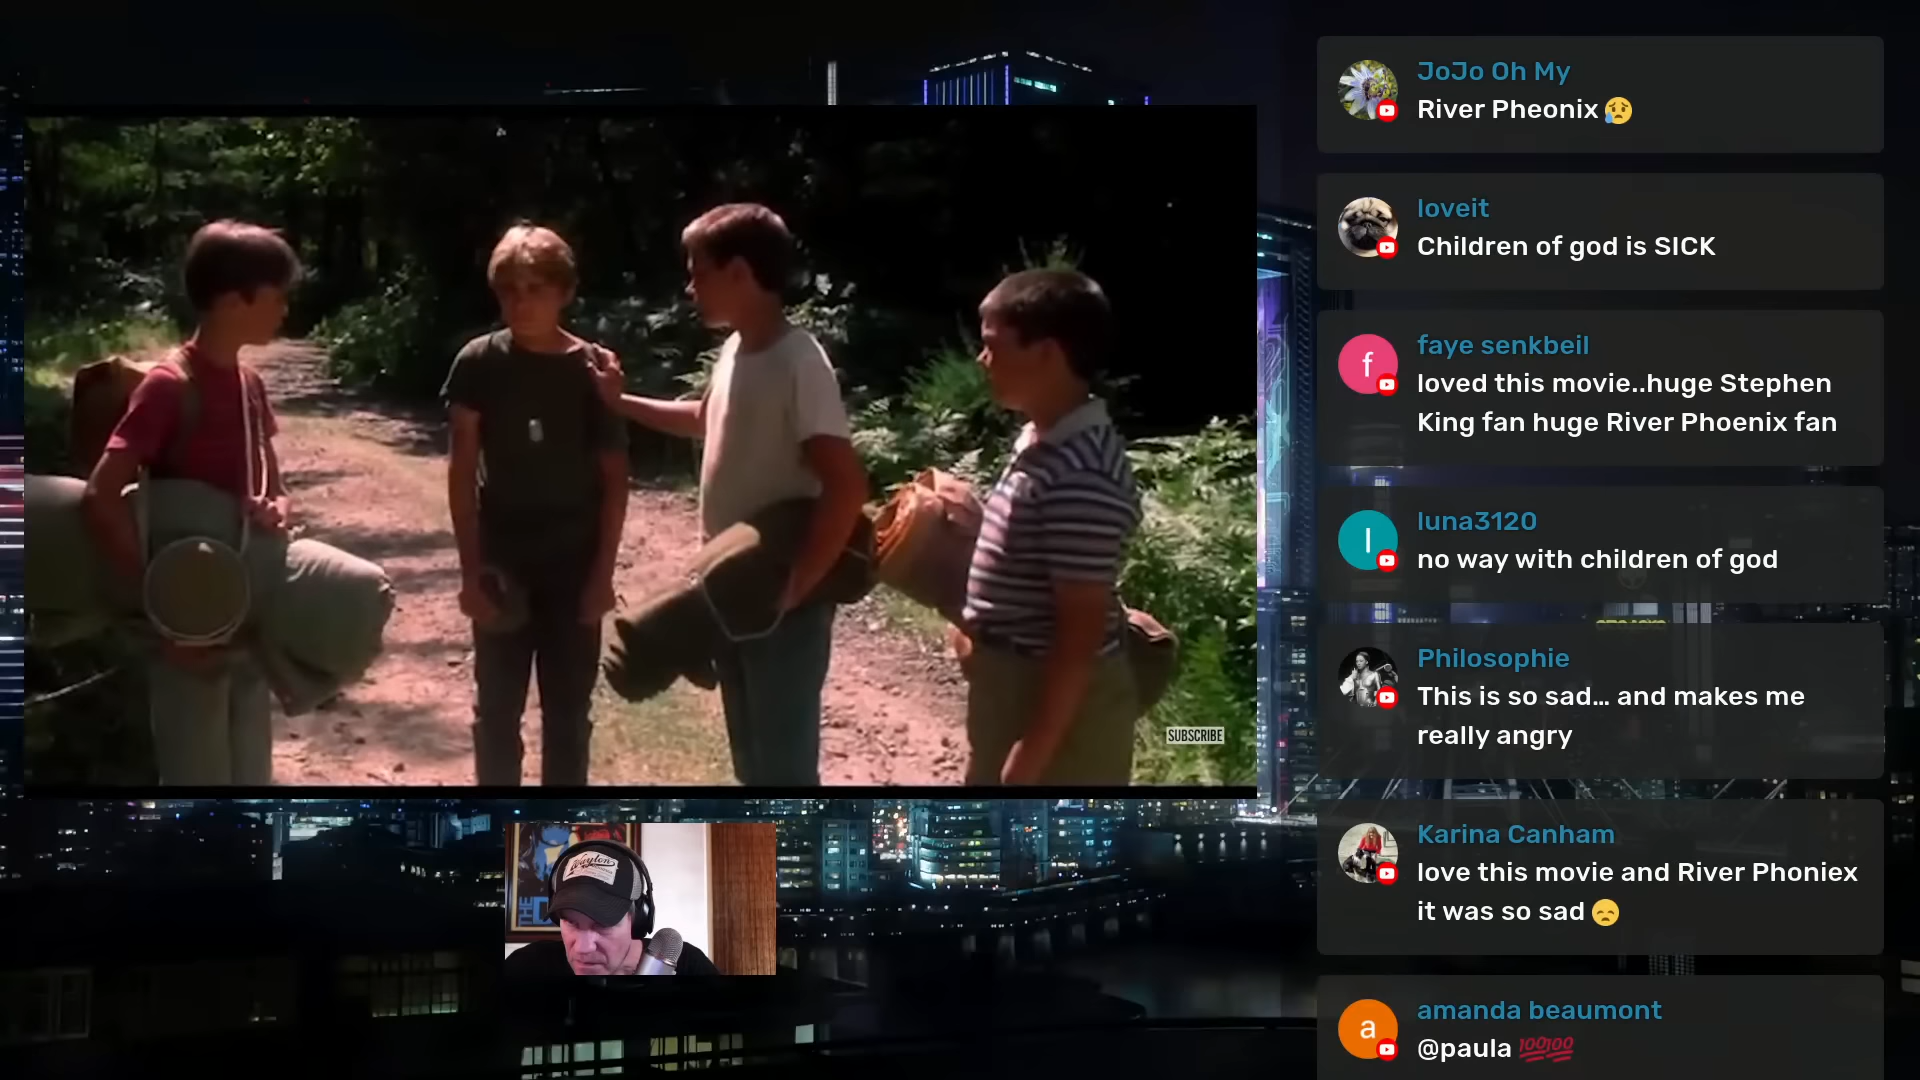 JoJo Oh My
River Pheonix 😥
loveit
Children of god is SICK
f
faye senkbeil
loved this movie..huge Stephen
King fan huge River Phoenix fan
l
luna3120
no way with children of god
Philosophie
This is so sad... and makes me
really angry
SUBSCRIBE
Karina Canham
love this movie and River Phoniex
it was so sad 😞
Waylon
THE
a
amanda beaumont
@paula 💯💯